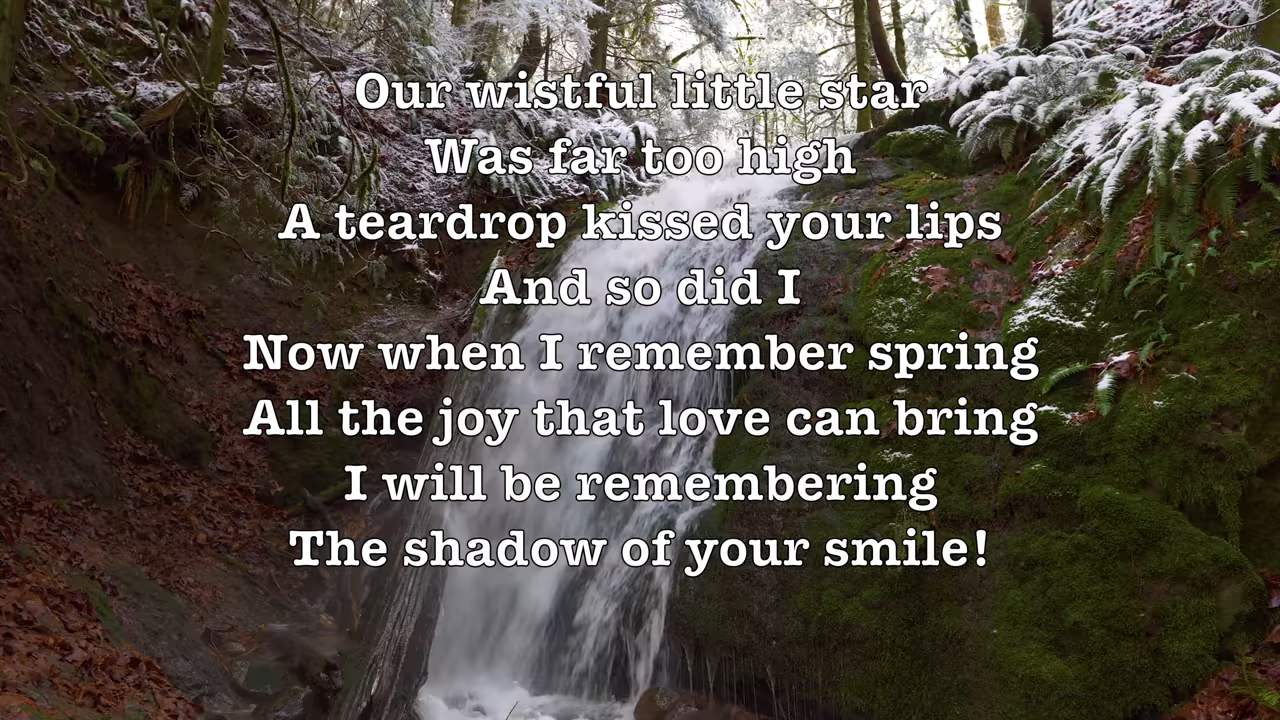 Our wistful little star
Was far too high
A teardrop kissed your lips
And so did I
Now when I remember spring
All the joy that love can bring
I will be remembering
The shadow of your smile!